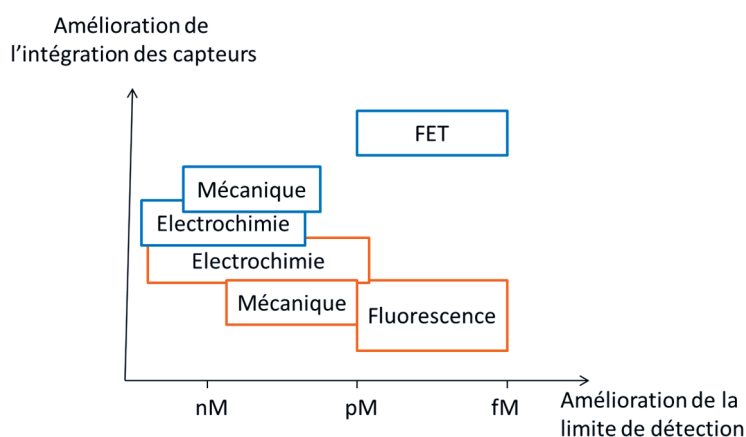 Amélioration de
l'intégration des capteurs
FET
Mécanique
Electrochimie
Electrochimie
Mécanique
Fluorescence
nM
pM
fM
Amélioration de la
limite de détection